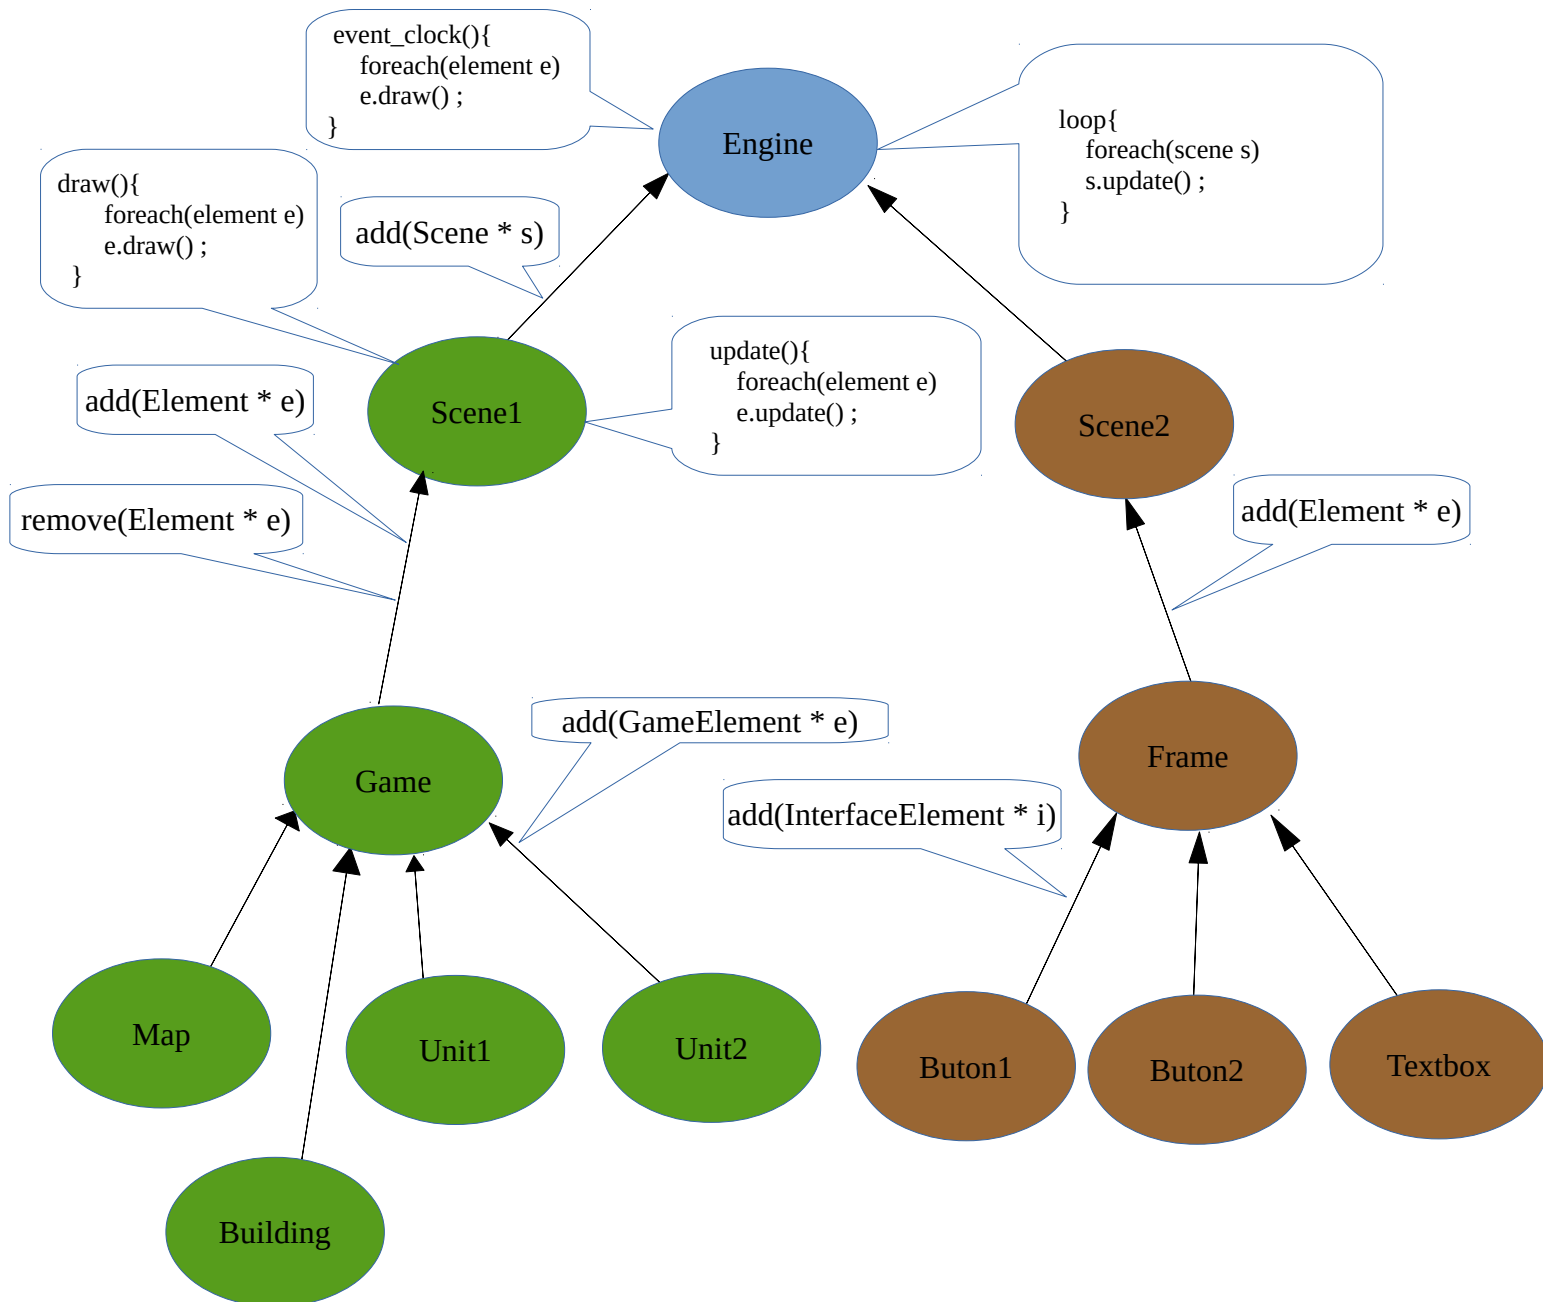 event_clock(){
foreach(element e)
e.draw() ;
}
Engine
loop{
foreach(scene s)
s.update() ;
}
draw(){
foreach(element e)
e.draw() ;
}
add(Scene * s)
update(){
foreach(element e)
e.update() ;
}
Scene1
Scene2
add(Element * e)
remove(Element * e)
add(Element * e)
add(GameElement * e)
Game
Frame
add(InterfaceElement * i)
Map
Unit1
Unit2
Buton1
Buton2
Textbox
Building